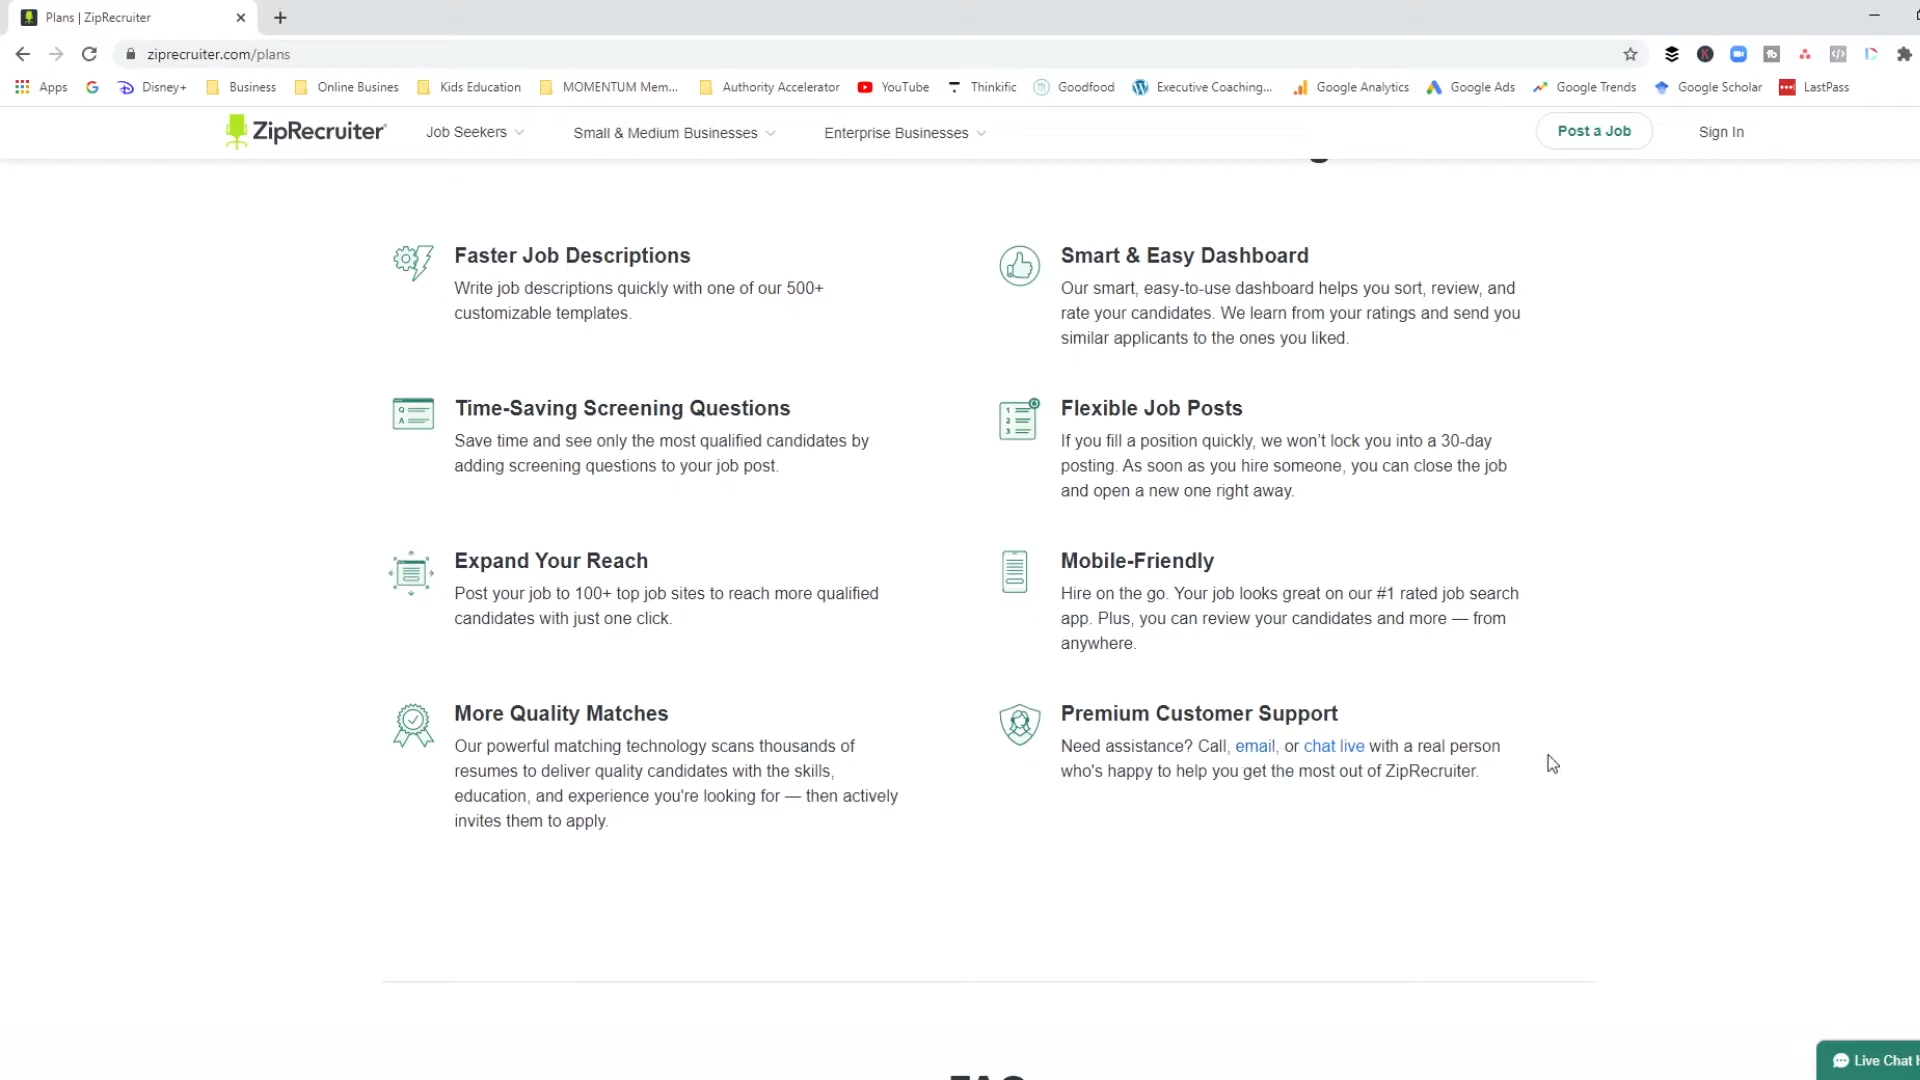 Plans | ZipRecruiter
ziprecruiter.com/plans
Apps Disney+ Business Online Busines Kids Education MOMENTUM Mem... Authority Accelerator YouTube Thinkific Goodfood Executive Coaching... Google Analytics Google Ads Google Trends Google Scholar LastPass
ZipRecruiter Job Seekers Small & Medium Businesses Enterprise Businesses Post a Job Sign In
Faster Job Descriptions
Write job descriptions quickly with one of our 500+
customizable templates.
Smart & Easy Dashboard
Our smart, easy-to-use dashboard helps you sort, review, and
rate your candidates. We learn from your ratings and send you
similar applicants to the ones you liked.
Time-Saving Screening Questions
Save time and see only the most qualified candidates by
adding screening questions to your job post.
Flexible Job Posts
If you fill a position quickly, we won't lock you into a 30-day
posting. As soon as you hire someone, you can close the job
and open a new one right away.
Expand Your Reach
Post your job to 100+ top job sites to reach more qualified
candidates with just one click.
Mobile-Friendly
Hire on the go. Your job looks great on our #1 rated job search
app. Plus, you can review your candidates and more — from
anywhere.
More Quality Matches
Our powerful matching technology scans thousands of
resumes to deliver quality candidates with the skills,
education, and experience you're looking for — then actively
invites them to apply.
Premium Customer Support
Need assistance? Call, email, or chat live with a real person
who's happy to help you get the most out of ZipRecruiter.
Live Chat